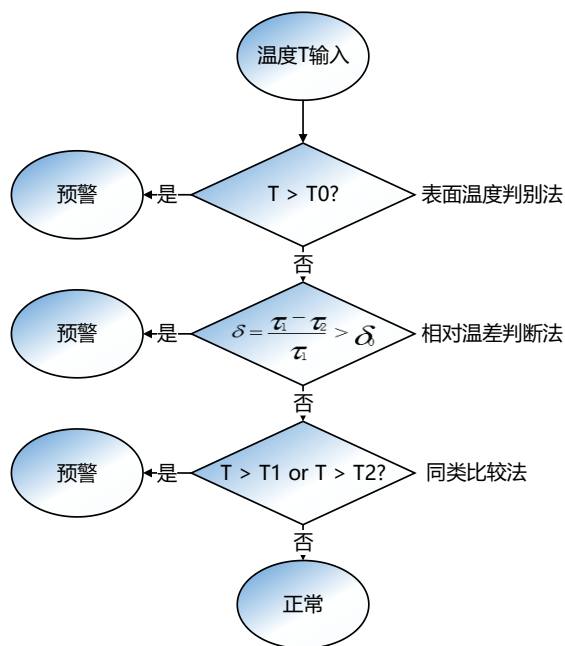 温度T输入
预警
是
T > T0?
表面温度判别法
否
预警
是
δ = (τ₁ − τ₂) / τ₁ > δ₀
相对温差判断法
否
预警
是
T > T1 or T > T2?
同类比较法
否
正常